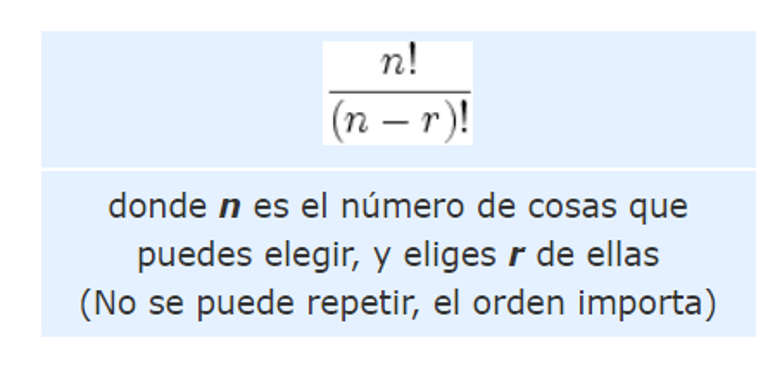 n!
(n − r)!
donde n es el número de cosas que
puedes elegir, y eliges r de ellas
(No se puede repetir, el orden importa)